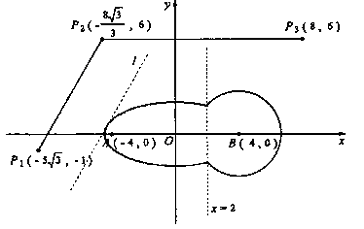 y
P₂(-8√3/3, 6)
P₃(8, 6)
l
A(-4, 0)
O
B(4, 0)
x
P₁(-5√3, -1)
x=2